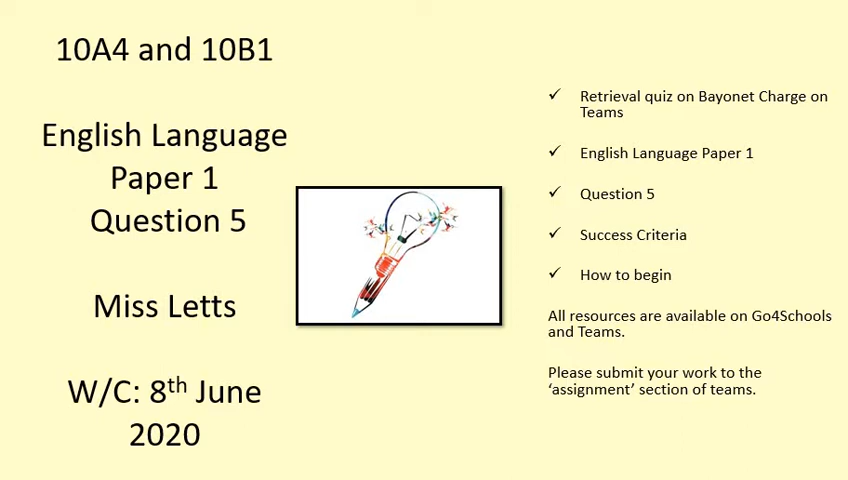 10A4 and 10B1
English Language
Paper 1
Question 5
Miss Letts
W/C: 8th June
2020
✓ Retrieval quiz on Bayonet Charge on
Teams
✓ English Language Paper 1
✓ Question 5
✓ Success Criteria
✓ How to begin
All resources are available on Go4Schools
and Teams.
Please submit your work to the
‘assignment’ section of teams.